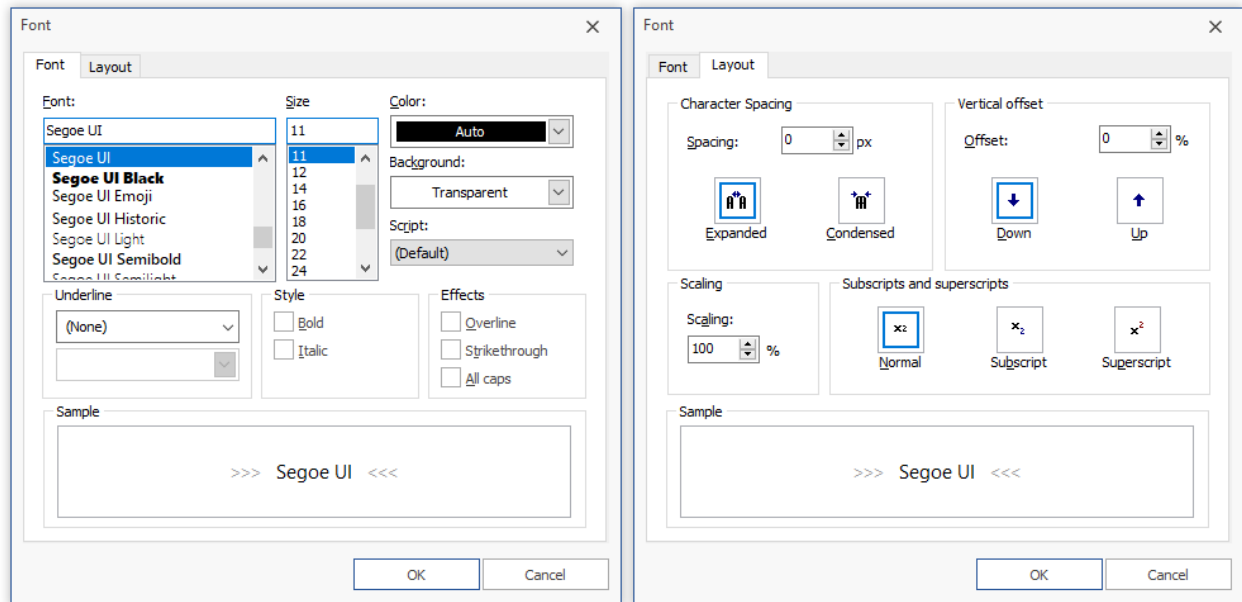 Font
Font Layout
Font: Size Color:
Segoe UI 11 Auto
Segoe UI 11
Segoe UI Black 12
Segoe UI Emoji 14
Segoe UI Historic 16
Segoe UI Light 18
Segoe UI Semibold 20
Segoe UI Semilight 22
24
Background:
Transparent
Script:
(Default)
Underline Style Effects
(None) Bold Overline
Italic Strikethrough
All caps
Sample
>>> Segoe UI <<<
OK Cancel
Font
Font Layout
Character Spacing Vertical offset
Spacing: 0 px Offset: 0 %
Expanded Condensed Down Up
Scaling Subscripts and superscripts
Scaling:
100 %
Normal Subscript Superscript
Sample
>>> Segoe UI <<<
OK Cancel